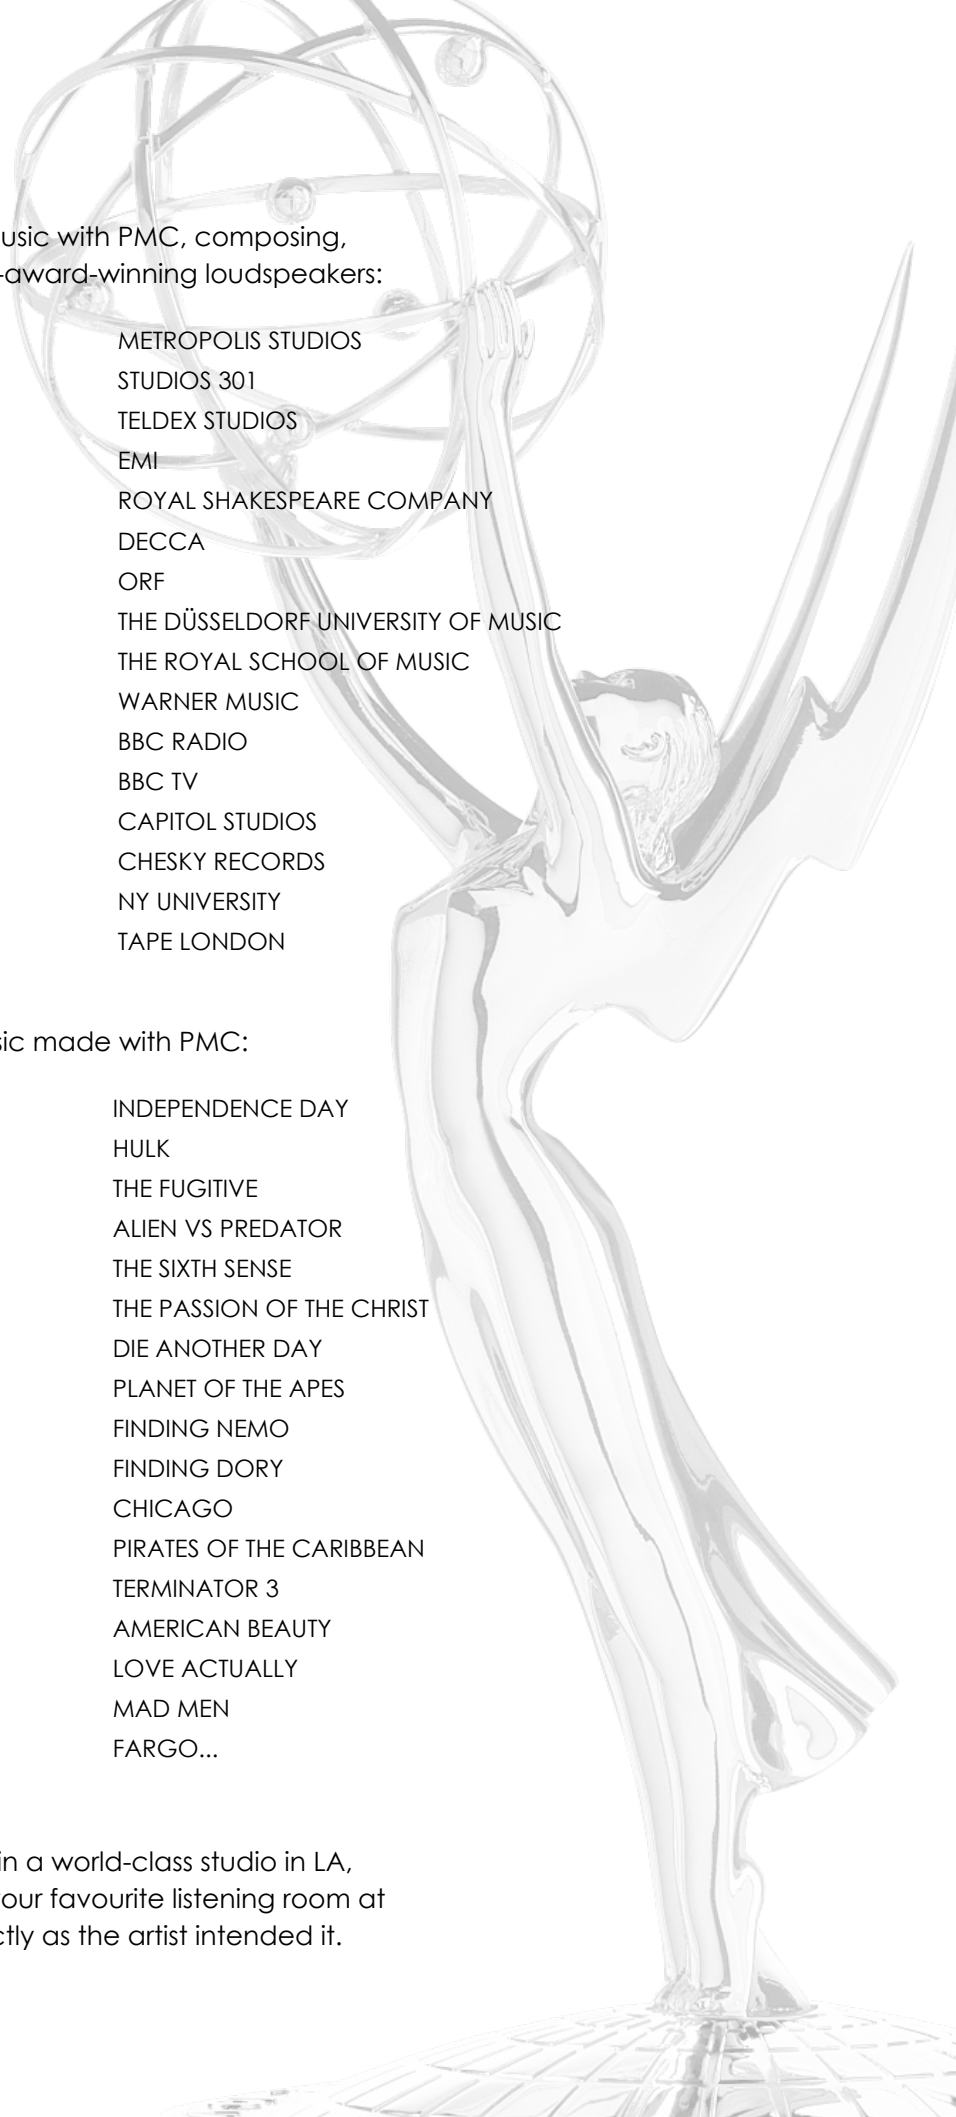 usic with PMC, composing,
-award-winning loudspeakers:
METROPOLIS STUDIOS
STUDIOS 301
TELDEX STUDIOS
EMI
ROYAL SHAKESPEARE COMPANY
DECCA
ORF
THE DÜSSELDORF UNIVERSITY OF MUSIC
THE ROYAL SCHOOL OF MUSIC
WARNER MUSIC
BBC RADIO
BBC TV
CAPITOL STUDIOS
CHESKY RECORDS
NY UNIVERSITY
TAPE LONDON
sic made with PMC:
INDEPENDENCE DAY
HULK
THE FUGITIVE
ALIEN VS PREDATOR
THE SIXTH SENSE
THE PASSION OF THE CHRIST
DIE ANOTHER DAY
PLANET OF THE APES
FINDING NEMO
FINDING DORY
CHICAGO
PIRATES OF THE CARIBBEAN
TERMINATOR 3
AMERICAN BEAUTY
LOVE ACTUALLY
MAD MEN
FARGO...
in a world-class studio in LA,
our favourite listening room at
ctly as the artist intended it.